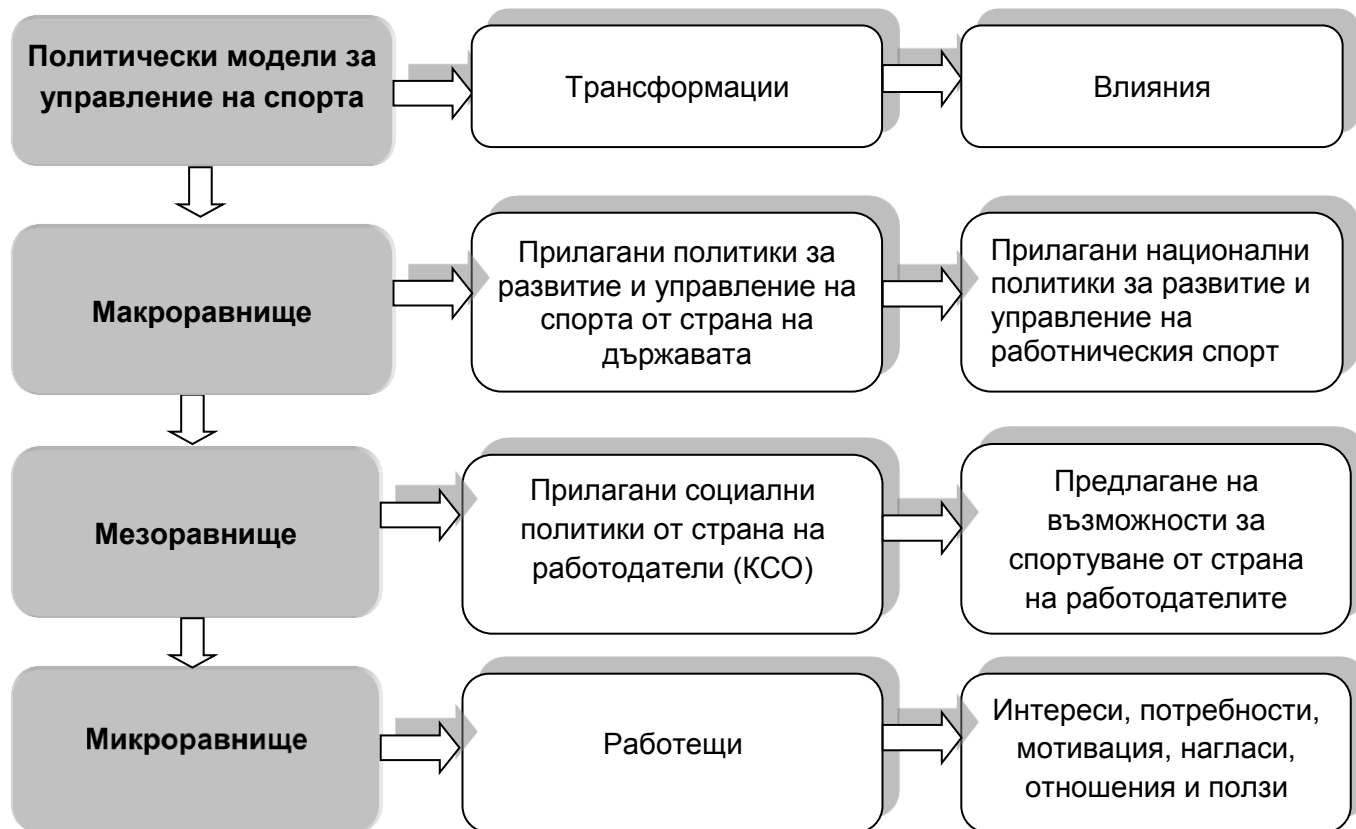 Политически модели за
управление на спорта
Трансформации
Влияния
Макроравнище
Прилагани политики за
развитие и управление на
спорта от страна на
държавата
Прилагани национални
политики за развитие и
управление на
работническия спорт
Мезоравнище
Прилагани социални
политики от страна на
работодатели (КСО)
Предлагане на
възможности за
спортуване от страна
на работодателите
Микроравнище
Работещи
Интереси, потребности,
мотивация, нагласи,
отношения и ползи